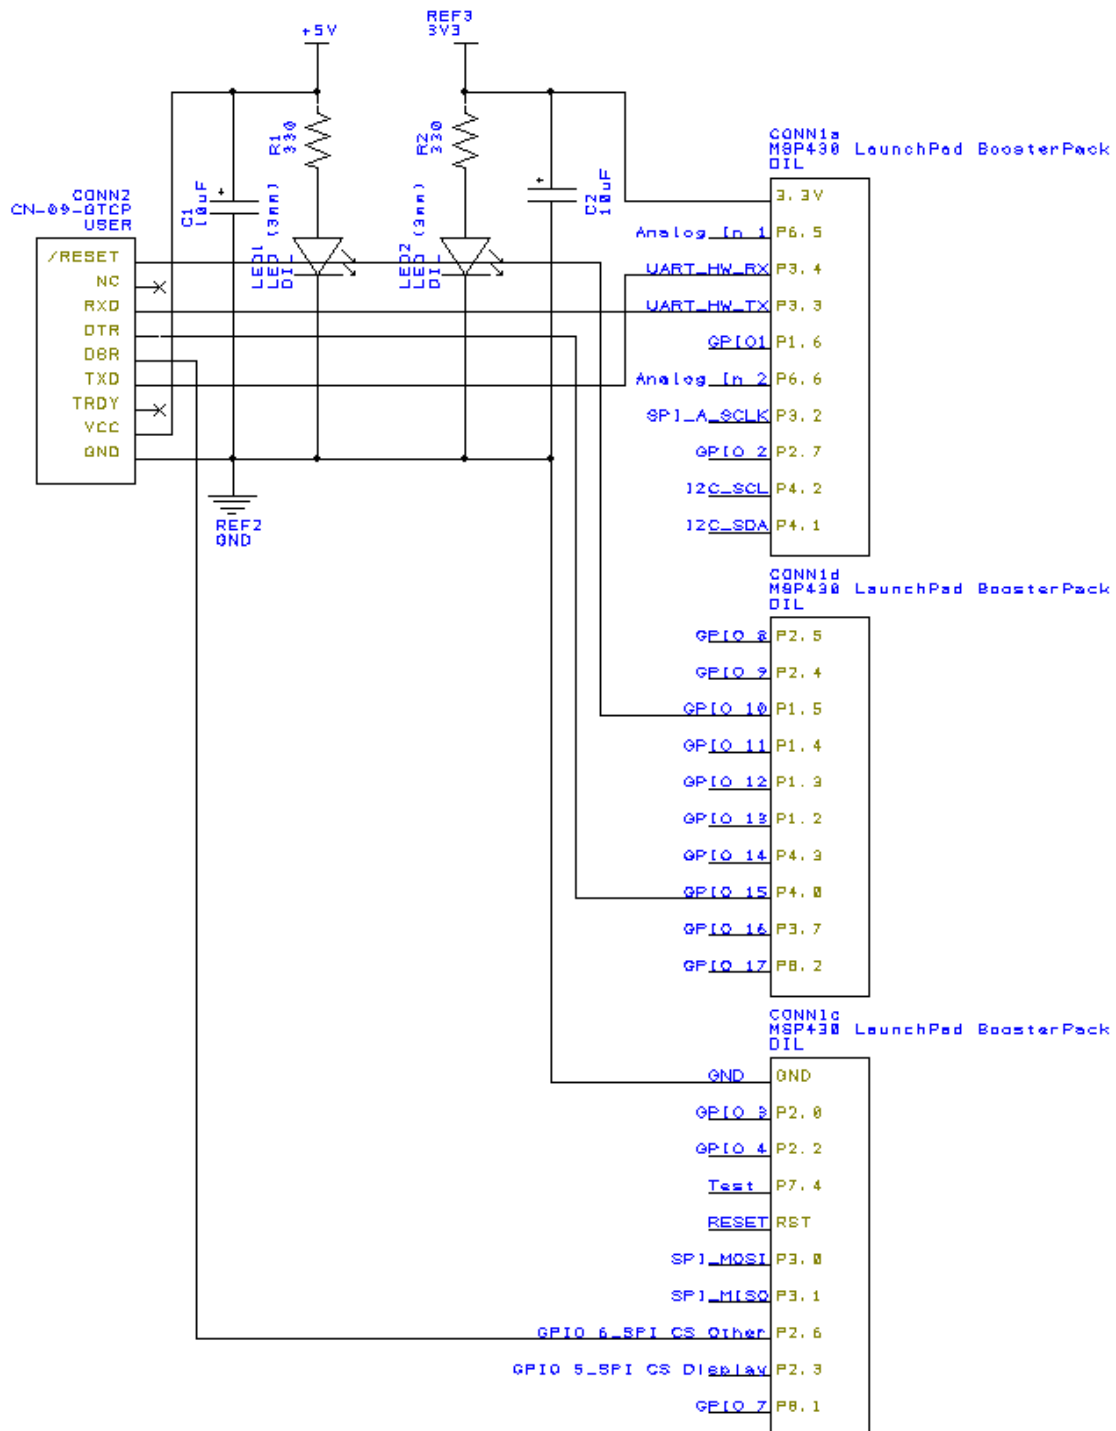 +5V
REF3
3V3
R1
330
R2
330
C1
10uF
LED1
LED (3mm)
DIL
LED2
LED (3mm)
DIL
C2
10uF
CONN2
CN-09-GTCP
USER
/RESET
NC
RXD
DTR
DSR
TXD
TRDY
VCC
GND
REF2
GND
CONN1a
MSP430 LaunchPad BoosterPack
DIL
3.3V
Analog In 1 P6.5
UART_HW_RX P3.4
UART_HW_TX P3.3
GPIO1 P1.6
Analog In 2 P6.6
SPI_A_SCLK P3.2
GPIO 2 P2.7
I2C_SCL P4.2
I2C_SDA P4.1
CONN1d
MSP430 LaunchPad BoosterPack
DIL
GPIO 8 P2.5
GPIO 9 P2.4
GPIO 10 P1.5
GPIO 11 P1.4
GPIO 12 P1.3
GPIO 13 P1.2
GPIO 14 P4.3
GPIO 15 P4.0
GPIO 16 P3.7
GPIO 17 P8.2
CONN1c
MSP430 LaunchPad BoosterPack
DIL
GND GND
GPIO 3 P2.0
GPIO 4 P2.2
Test P7.4
RESET RST
SPI_MOSI P3.0
SPI_MISO P3.1
GPIO 6_SPI CS Other P2.6
GPIO 5_SPI CS Display P2.3
GPIO 7 P8.1